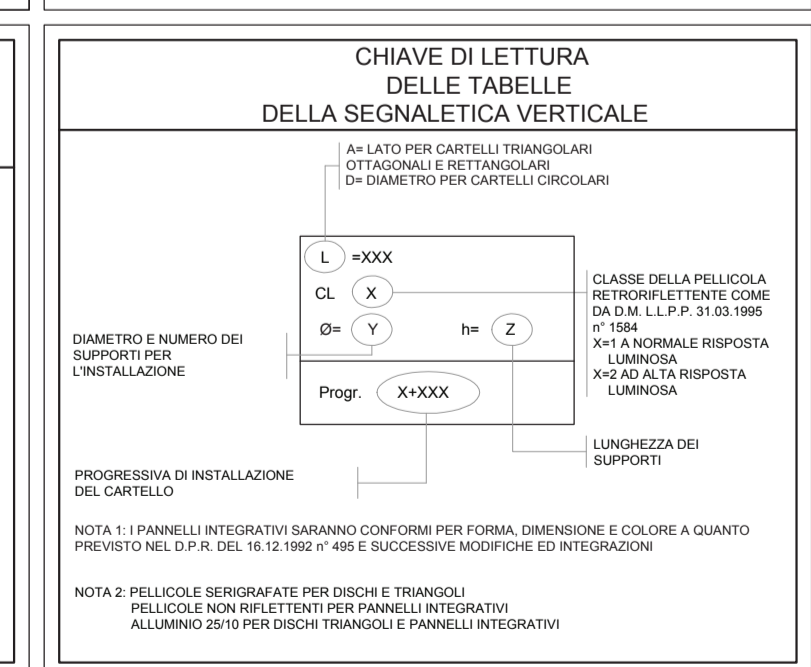 CHIAVE DI LETTURA
DELLE TABELLE
DELLA SEGNALETICA VERTICALE
A= LATO PER CARTELLI TRIANGOLARI
OTTAGONALI E RETTANGOLARI
D= DIAMETRO PER CARTELLI CIRCOLARI
L =XXX
CL X
Ø= Y h= Z
Progr. X+XXX
CLASSE DELLA PELLICOLA
RETRORIFLETTENTE COME
DA D.M. L.L.P.P. 31.03.1995
n° 1584
X=1 A NORMALE RISPOSTA
LUMINOSA
X=2 AD ALTA RISPOSTA
LUMINOSA
DIAMETRO E NUMERO DEI
SUPPORTI PER
L'INSTALLAZIONE
LUNGHEZZA DEI
SUPPORTI
PROGRESSIVA DI INSTALLAZIONE
DEL CARTELLO
NOTA 1: I PANNELLI INTEGRATIVI SARANNO CONFORMI PER FORMA, DIMENSIONE E COLORE A QUANTO
PREVISTO NEL D.P.R. DEL 16.12.1992 n° 495 E SUCCESSIVE MODIFICHE ED INTEGRAZIONI
NOTA 2: PELLICOLE SERIGRAFATE PER DISCHI E TRIANGOLI
PELLICOLE NON RIFLETTENTI PER PANNELLI INTEGRATIVI
ALLUMINIO 25/10 PER DISCHI TRIANGOLI E PANNELLI INTEGRATIVI